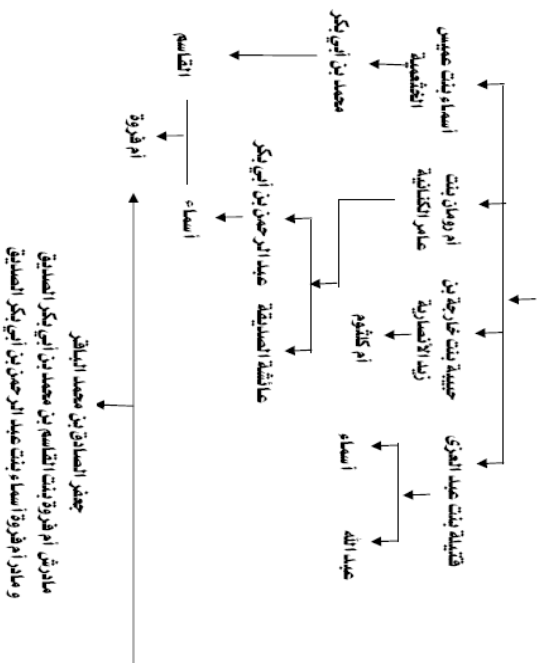 أسماء بنت عميس
الخثعمية
أم رومان بنت
عامر الكنانية
حبيبة بنت خارجة بن
زيد الأنصارية
قتيلة بنت عبد العزى
محمد بن أبي بكر
عبد الرحمن بن أبي بكر
عائشة الصديقة
أم كلثوم
أسماء
عبد الله
القاسم
أسماء
أم فروة
جعفر الصادق بن محمد الباقر
مادرش أم فروة بنت القاسم بن محمد بن أبي بكر الصديق
و مادر أم فروة أسماء بنت عبد الرحمن بن أبي بكر الصديق